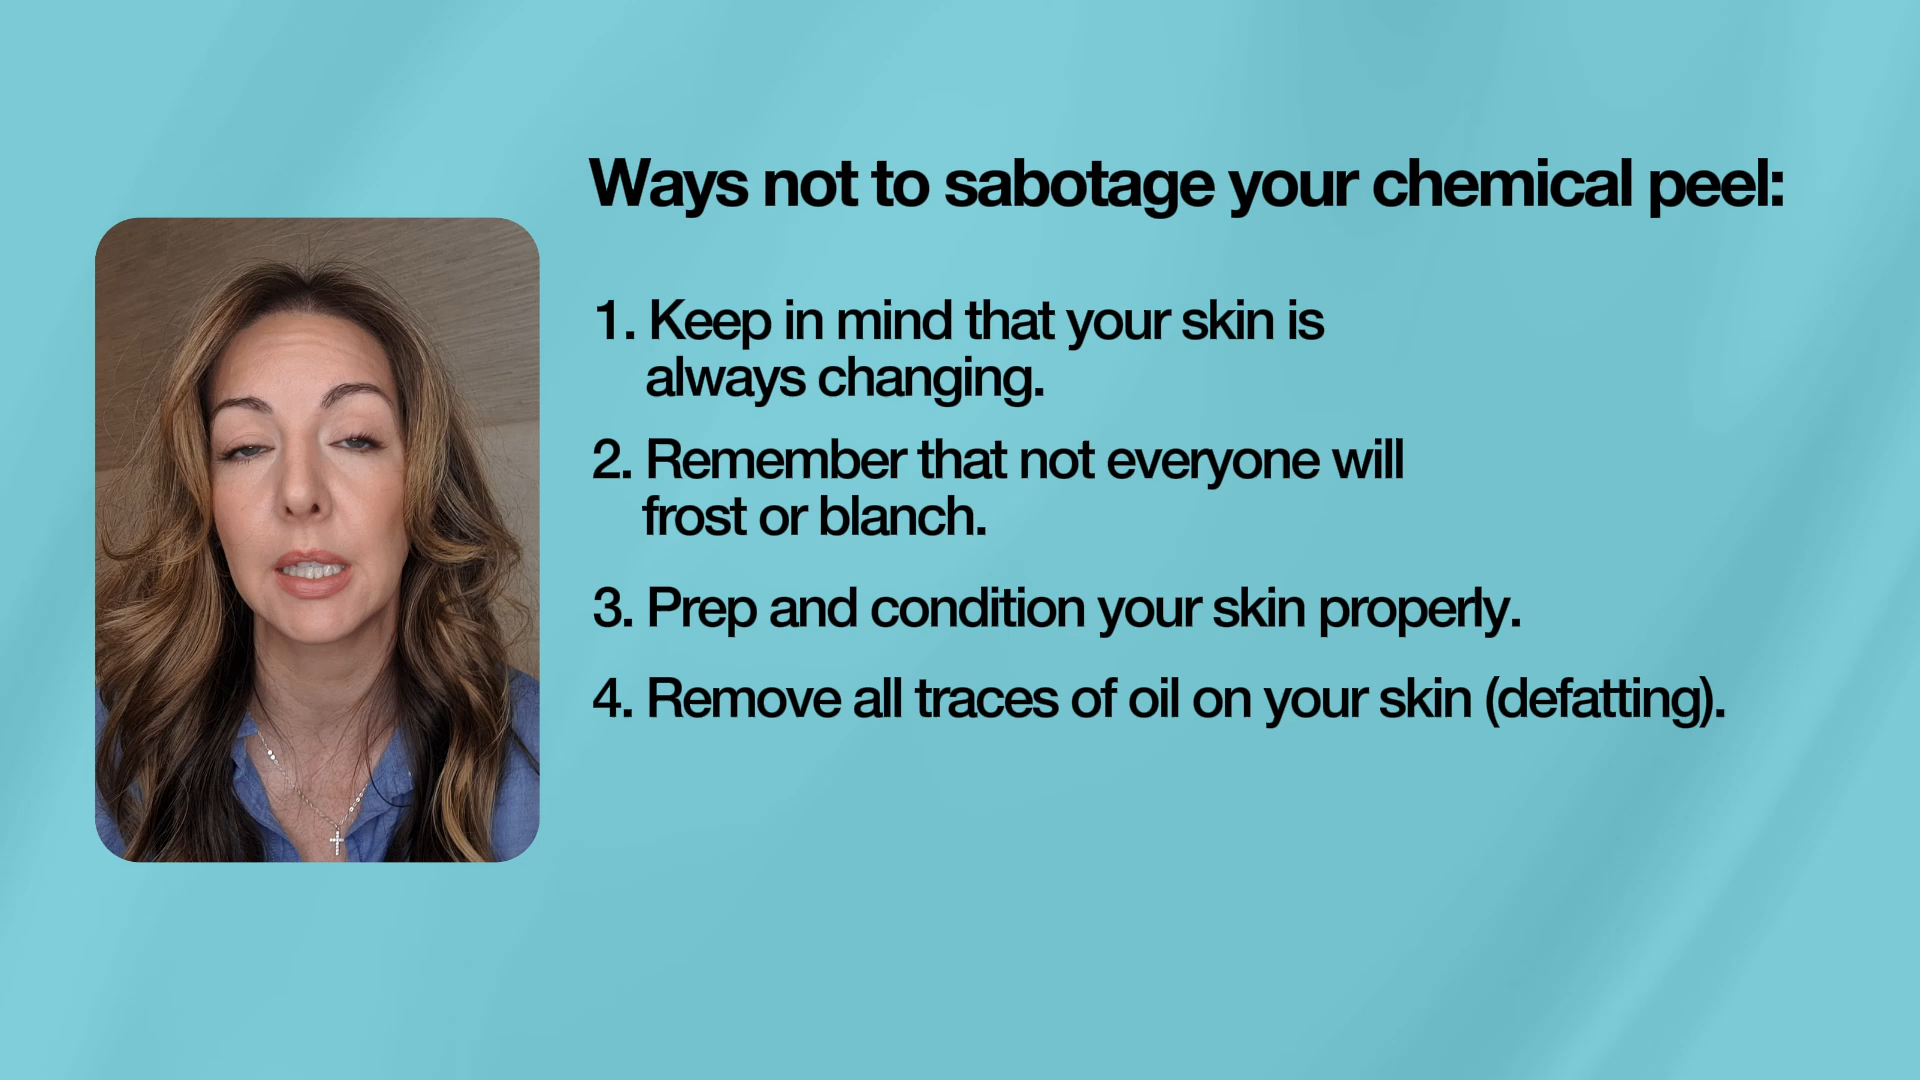 Ways not to sabotage your chemical peel:
1. Keep in mind that your skin is
always changing.
2. Remember that not everyone will
frost or blanch.
3. Prep and condition your skin properly.
4. Remove all traces of oil on your skin (defatting).